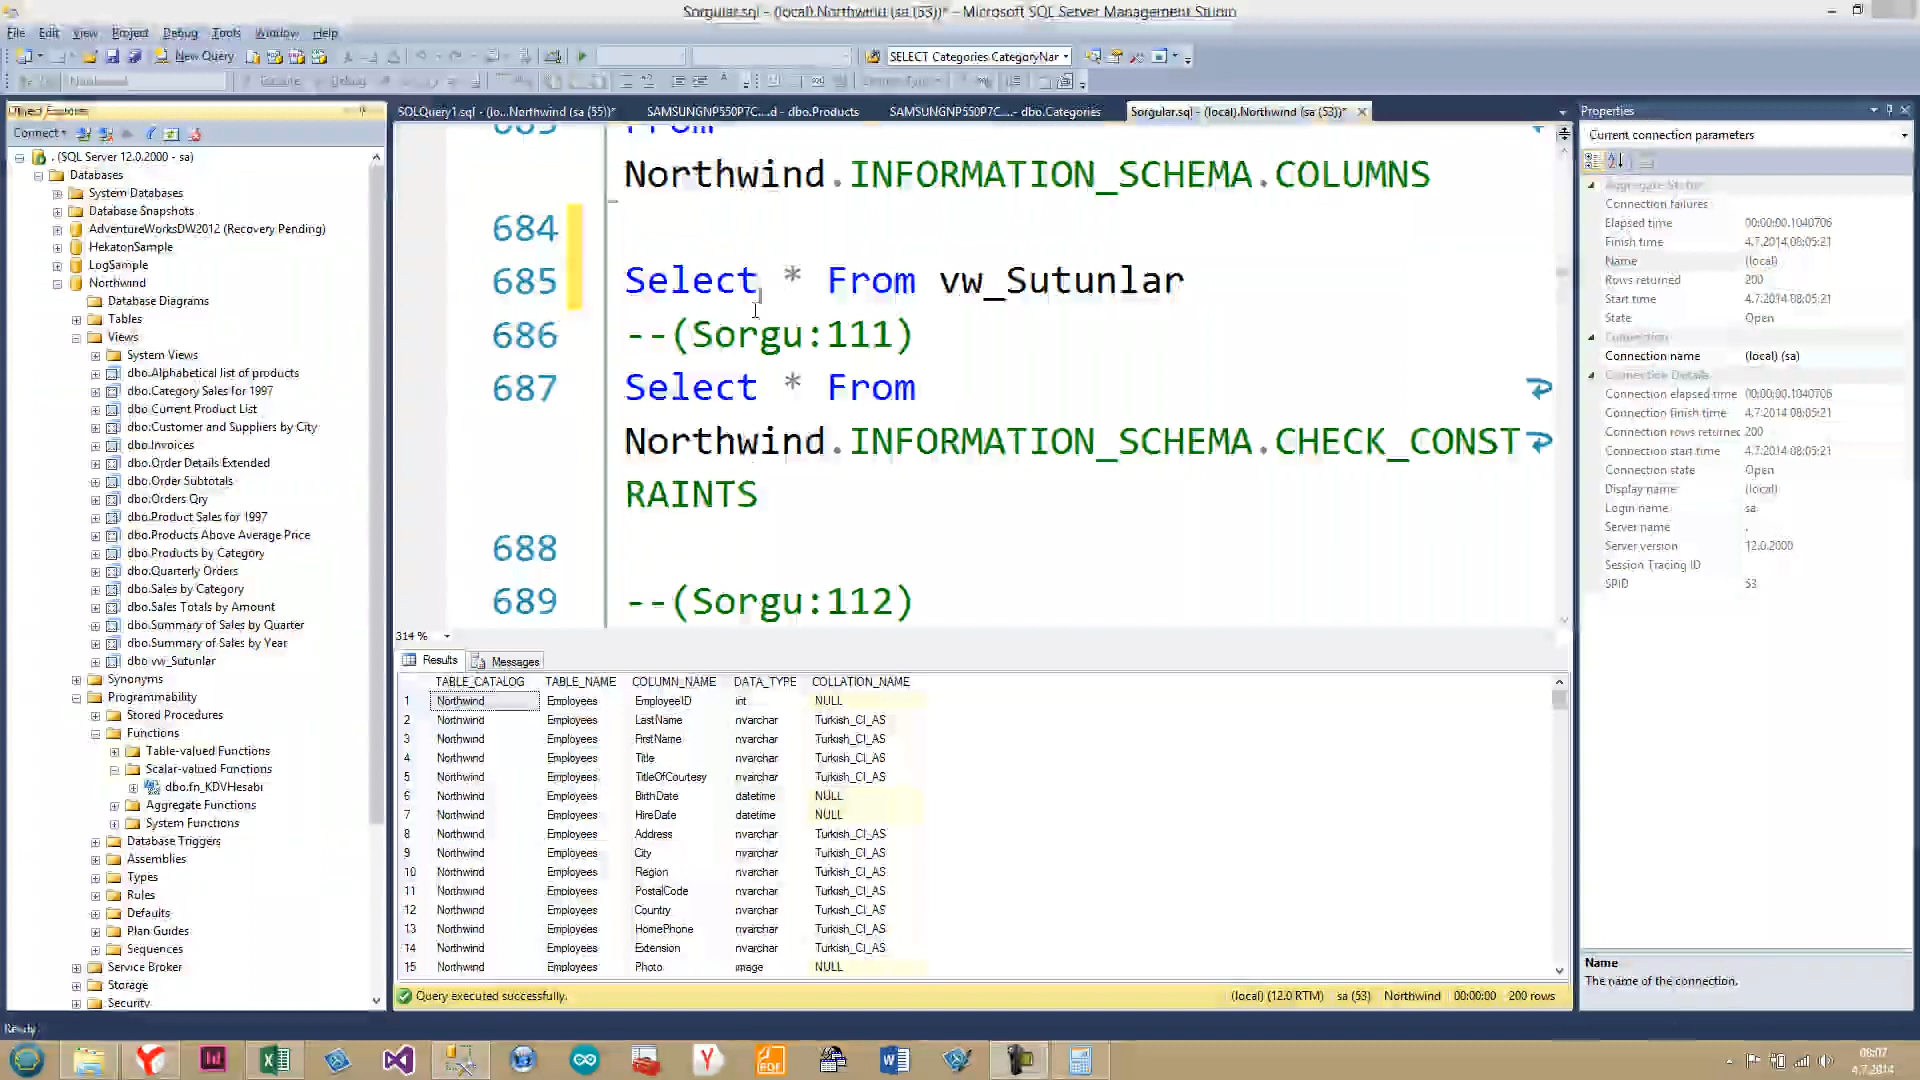 Sorgular.sql - (local).Northwind (sa (53))* - Microsoft SQL Server Management Studio
File Edit View Project Debug Tools Window Help
New Query
SELECT Categories CategoryNar
Connect
. (SQL Server 12.0.2000 - sa)
Databases
System Databases
Database Snapshots
AdventureWorksDW2012 (Recovery Pending)
HekatonSample
LogSample
Northwind
Database Diagrams
Tables
Views
System Views
dbo.Alphabetical list of products
dbo.Category Sales for 1997
dbo.Current Product List
dbo.Customer and Suppliers by City
dbo.Invoices
dbo.Order Details Extended
dbo.Order Subtotals
dbo.Orders Qry
dbo.Product Sales for 1997
dbo.Products Above Average Price
dbo.Products by Category
dbo.Quarterly Orders
dbo.Sales by Category
dbo.Sales Totals by Amount
dbo.Summary of Sales by Quarter
dbo.Summary of Sales by Year
dbo.vw_Sutunlar
Synonyms
Programmability
Stored Procedures
Functions
Table-valued Functions
Scalar-valued Functions
dbo.fn_KDVHesabi
Aggregate Functions
System Functions
Database Triggers
Assemblies
Types
Rules
Defaults
Plan Guides
Sequences
Service Broker
Storage
Security
SQLQuery1.sql - (lo...Northwind (sa (55))* SAMSUNGNP550P7C....d - dbo.Products SAMSUNGNP550P7C....- dbo.Categories Sorgular.sql - (local).Northwind (sa (53))*
683 From
Northwind.INFORMATION_SCHEMA.COLUMNS
684
685 Select * From vw_Sutunlar
686 --(Sorgu:111)
687 Select * From
Northwind.INFORMATION_SCHEMA.CHECK_CONST
RAINTS
688
689 --(Sorgu:112)
314 %
Results Messages
TABLE_CATALOG TABLE_NAME COLUMN_NAME DATA_TYPE COLLATION_NAME
1 Northwind Employees EmployeeID int NULL
2 Northwind Employees LastName nvarchar Turkish_CI_AS
3 Northwind Employees FirstName nvarchar Turkish_CI_AS
4 Northwind Employees Title nvarchar Turkish_CI_AS
5 Northwind Employees TitleOfCourtesy nvarchar Turkish_CI_AS
6 Northwind Employees BirthDate datetime NULL
7 Northwind Employees HireDate datetime NULL
8 Northwind Employees Address nvarchar Turkish_CI_AS
9 Northwind Employees City nvarchar Turkish_CI_AS
10 Northwind Employees Region nvarchar Turkish_CI_AS
11 Northwind Employees PostalCode nvarchar Turkish_CI_AS
12 Northwind Employees Country nvarchar Turkish_CI_AS
13 Northwind Employees HomePhone nvarchar Turkish_CI_AS
14 Northwind Employees Extension nvarchar Turkish_CI_AS
15 Northwind Employees Photo image NULL
Query executed successfully. (local) (12.0 RTM) sa (53) Northwind 00:00:00 200 rows
Properties
Current connection parameters
Aggregate Status
Connection failures
Elapsed time 00:00:00.1040706
Finish time 4.7.2014 08:05:21
Name (local)
Rows returned 200
Start time 4.7.2014 08:05:21
State Open
Connection
Connection name (local) (sa)
Connection Details
Connection elapsed time 00:00:00.1040706
Connection finish time 4.7.2014 08:05:21
Connection rows returned 200
Connection start time 4.7.2014 08:05:21
Connection state Open
Display name (local)
Login name sa
Server name .
Server version 12.0.2000
Session Tracing ID
SPID 53
Name
The name of the connection.
Ready
08:07
4.7.2014